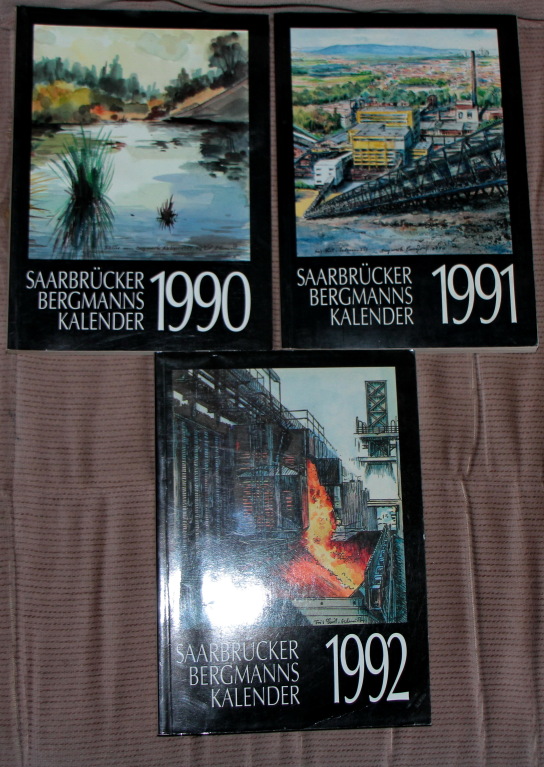 SAARBRÜCKER
BERGMANNS
KALENDER
1990
SAARBRÜCKER
BERGMANNS
KALENDER
1991
SAARBRÜCKER
BERGMANNS
KALENDER
1992